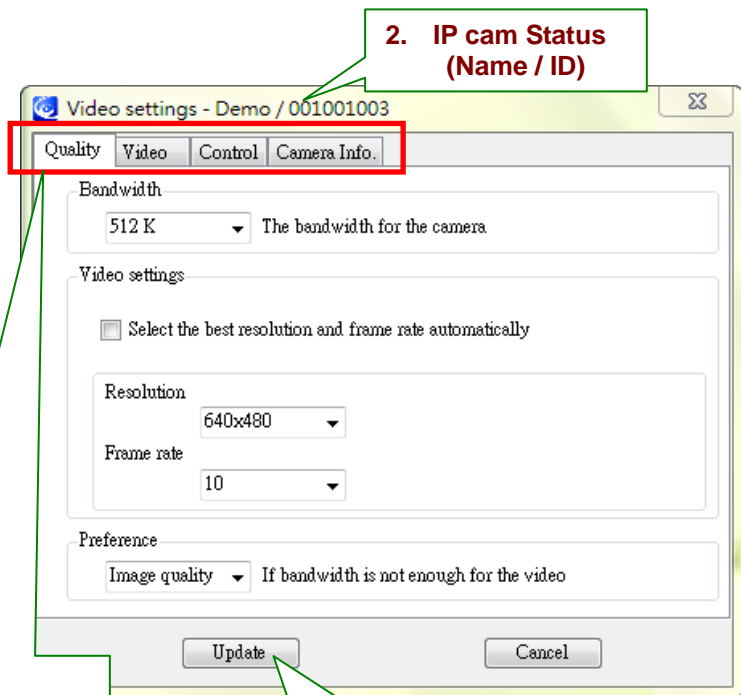 2. IP cam Status
(Name / ID)
Video settings - Demo / 001001003
Quality Video Control Camera Info.
Bandwidth
512 K The bandwidth for the camera
Video settings
Select the best resolution and frame rate automatically
Resolution
640x480
Frame rate
10
Preference
Image quality If bandwidth is not enough for the video
Update Cancel